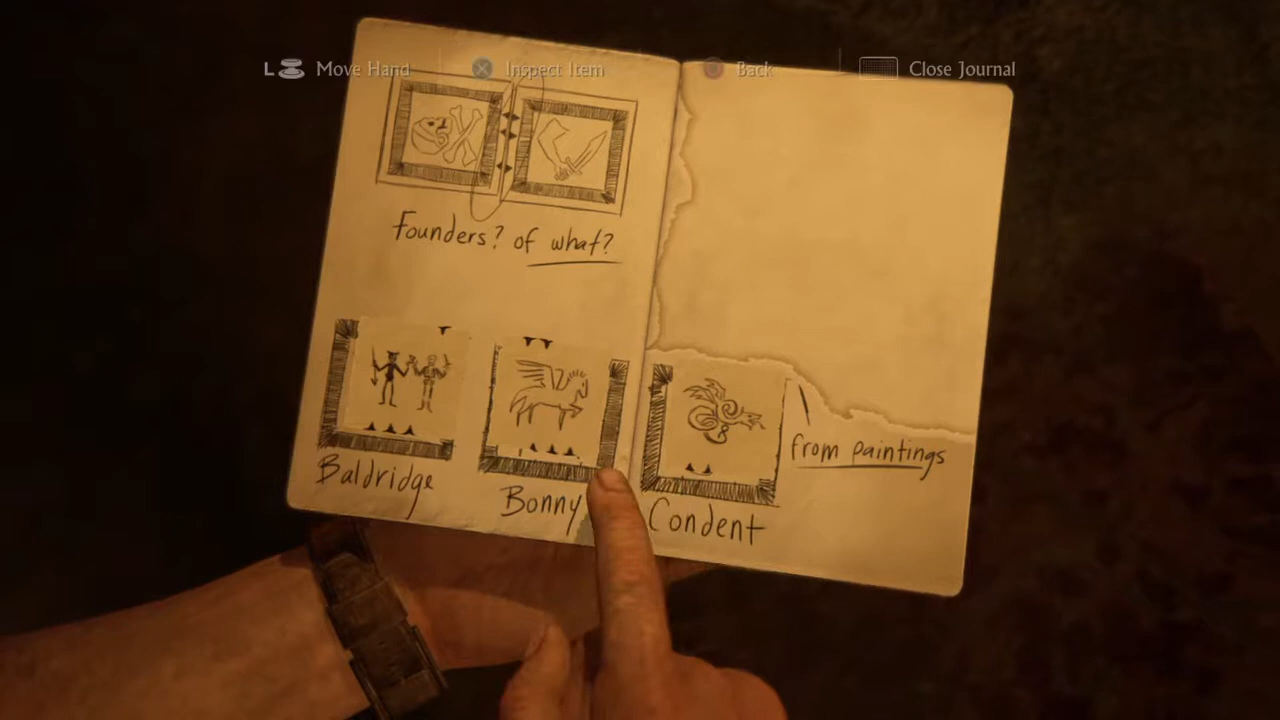 L Move Hand Inspect Item Back Close Journal
Founders? of what?
from paintings
Baldridge
Bonny
Condent